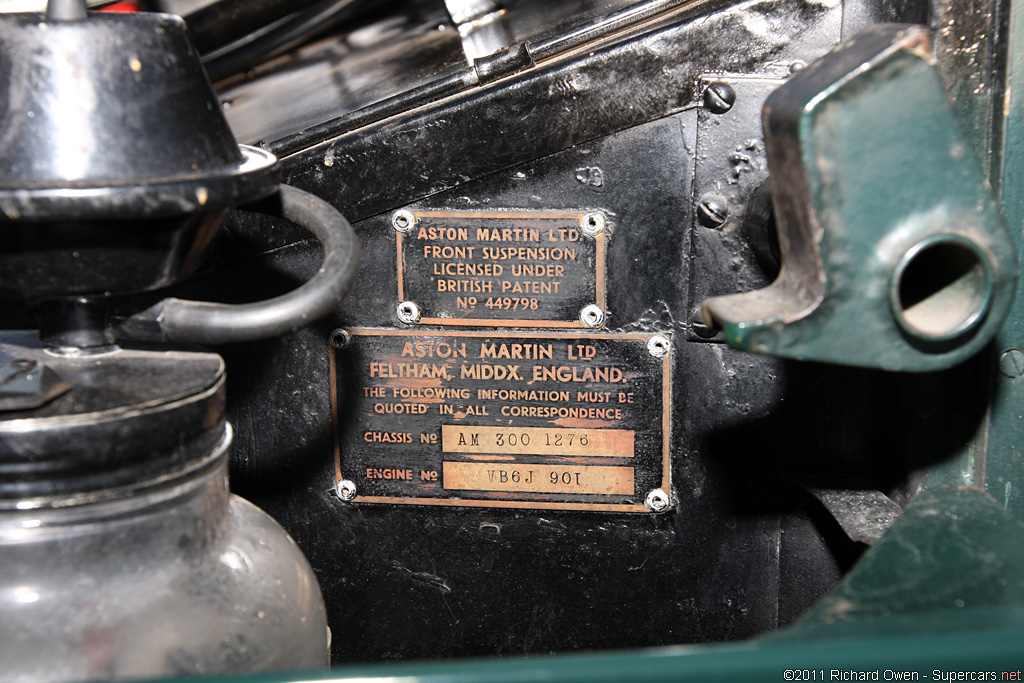 ASTON MARTIN LTD
FRONT SUSPENSION
LICENSED UNDER
BRITISH PATENT
Nº 449798
ASTON MARTIN LTD
FELTHAM, MIDDX. ENGLAND.
THE FOLLOWING INFORMATION MUST BE
QUOTED IN ALL CORRESPONDENCE
CHASSIS Nº AM 300 1276
ENGINE Nº VB6J 901
©2011 Richard Owen - Supercars.net